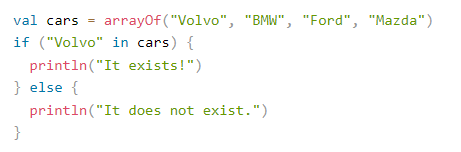 val cars = arrayOf("Volvo", "BMW", "Ford", "Mazda")
if ("Volvo" in cars) {
  println("It exists!")
} else {
  println("It does not exist.")
}